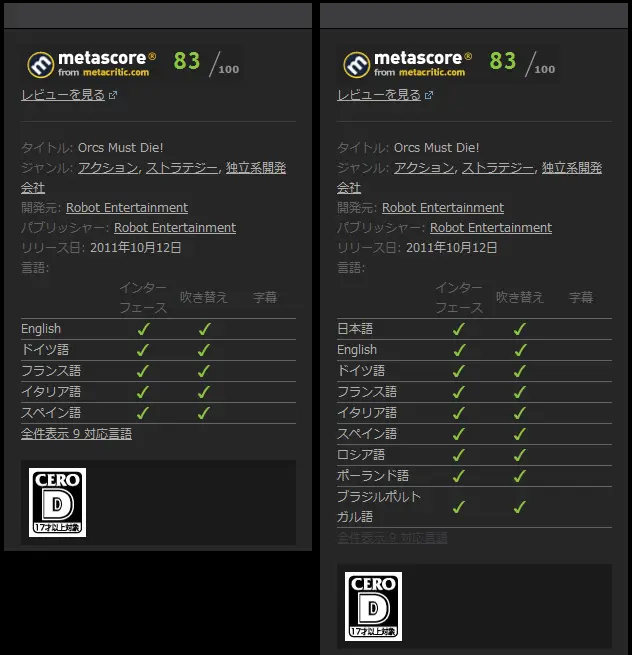 metascore®
from metacritic.com
83 /100
レビューを見る
タイトル: Orcs Must Die!
ジャンル: アクション, ストラテジー, 独立系開発
会社
開発元: Robot Entertainment
パブリッシャー: Robot Entertainment
リリース日: 2011年10月12日
言語:
インター
フェース 吹き替え 字幕
English ✓ ✓
ドイツ語 ✓ ✓
フランス語 ✓ ✓
イタリア語 ✓ ✓
スペイン語 ✓ ✓
全件表示 9 対応言語
CERO
D
17才以上対象
metascore®
from metacritic.com
83 /100
レビューを見る
タイトル: Orcs Must Die!
ジャンル: アクション, ストラテジー, 独立系開発
会社
開発元: Robot Entertainment
パブリッシャー: Robot Entertainment
リリース日: 2011年10月12日
言語:
インター
フェース 吹き替え 字幕
日本語 ✓ ✓
English ✓ ✓
ドイツ語 ✓ ✓
フランス語 ✓ ✓
イタリア語 ✓ ✓
スペイン語 ✓ ✓
ロシア語 ✓ ✓
ポーランド語 ✓ ✓
ブラジルポルト
ガル語 ✓ ✓
全件表示 9 対応言語
CERO
D
17才以上対象